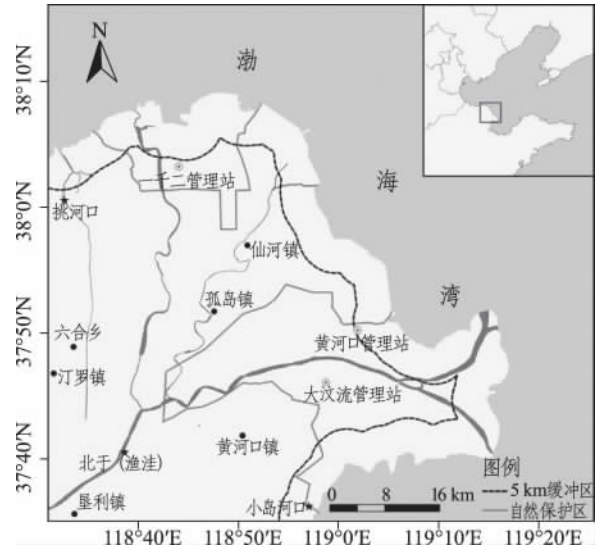 N
渤
海
湾
38°10′N
38°0′N
37°50′N
37°40′N
一千二管理站
挑河口
仙河镇
孤岛镇
六合乡
黄河口管理站
汀罗镇
大汶流管理站
黄河口镇
北于（渔洼）
垦利镇
小岛河口
图例
5 km缓冲区
自然保护区
0 8 16 km
118°40′E 118°50′E 119°0′E 119°10′E 119°20′E